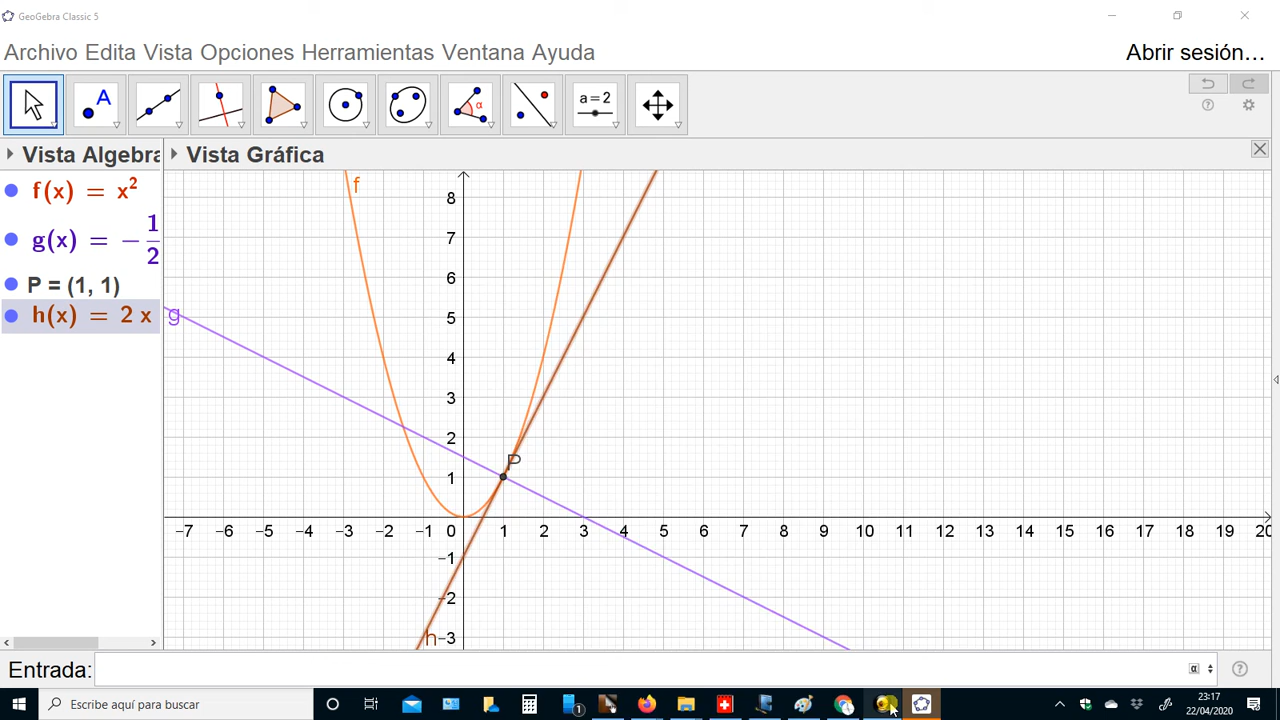 GeoGebra Classic 5
Archivo Edita Vista Opciones Herramientas Ventana Ayuda
Abrir sesión…
A
α
a = 2
Vista Algebra
Vista Gráfica
f(x) = x²
g(x) = − 1/2
P = (1, 1)
h(x) = 2 x
f
g
P
h
8
7
6
5
4
3
2
1
0
−1
−2
−3
−7 −6 −5 −4 −3 −2 −1 0 1 2 3 4 5 6 7 8 9 10 11 12 13 14 15 16 17 18 19 20
Entrada:
α
Escribe aquí para buscar
1
23:17
22/04/2020